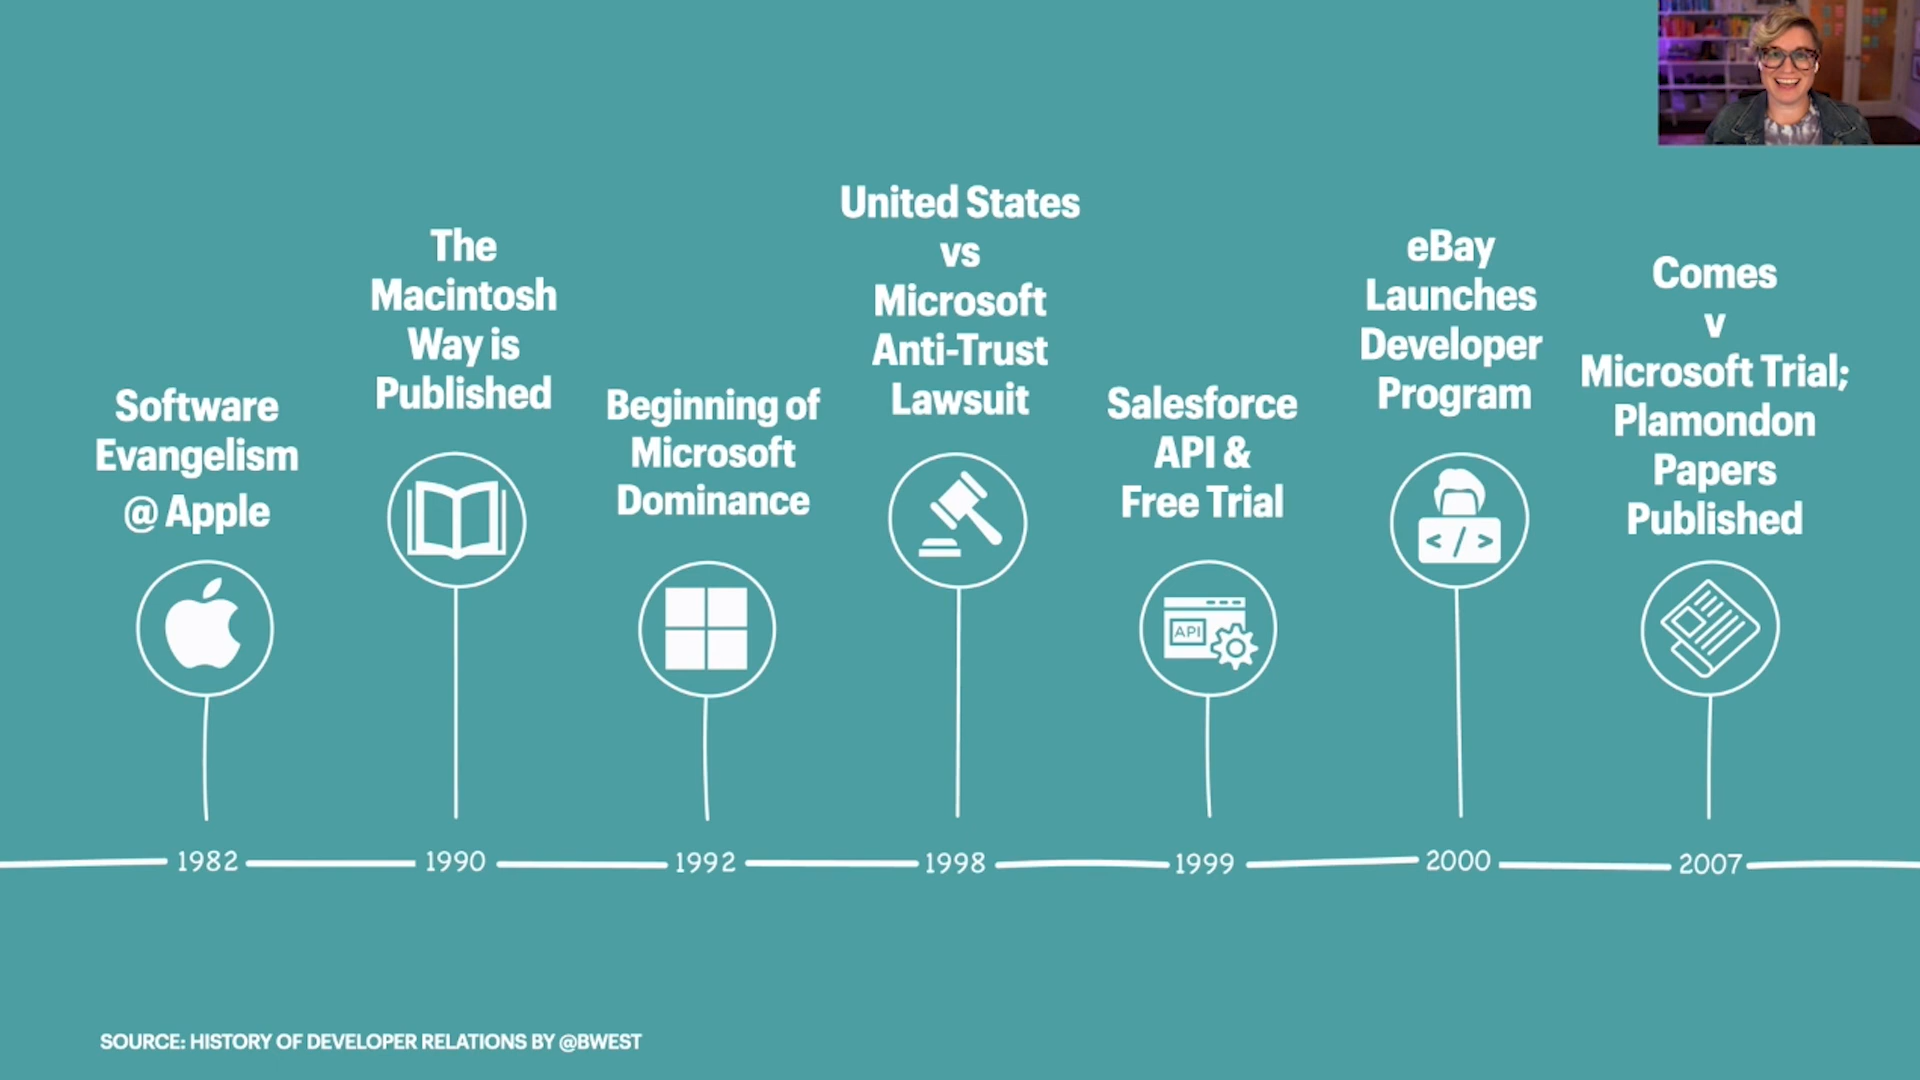 Software
Evangelism
@ Apple
The
Macintosh
Way is
Published
Beginning of
Microsoft
Dominance
United States
vs
Microsoft
Anti-Trust
Lawsuit
Salesforce
API &
Free Trial
API
eBay
Launches
Developer
Program
</>
Comes
v
Microsoft Trial;
Plamondon
Papers
Published
1982
1990
1992
1998
1999
2000
2007
SOURCE: HISTORY OF DEVELOPER RELATIONS BY @BWEST